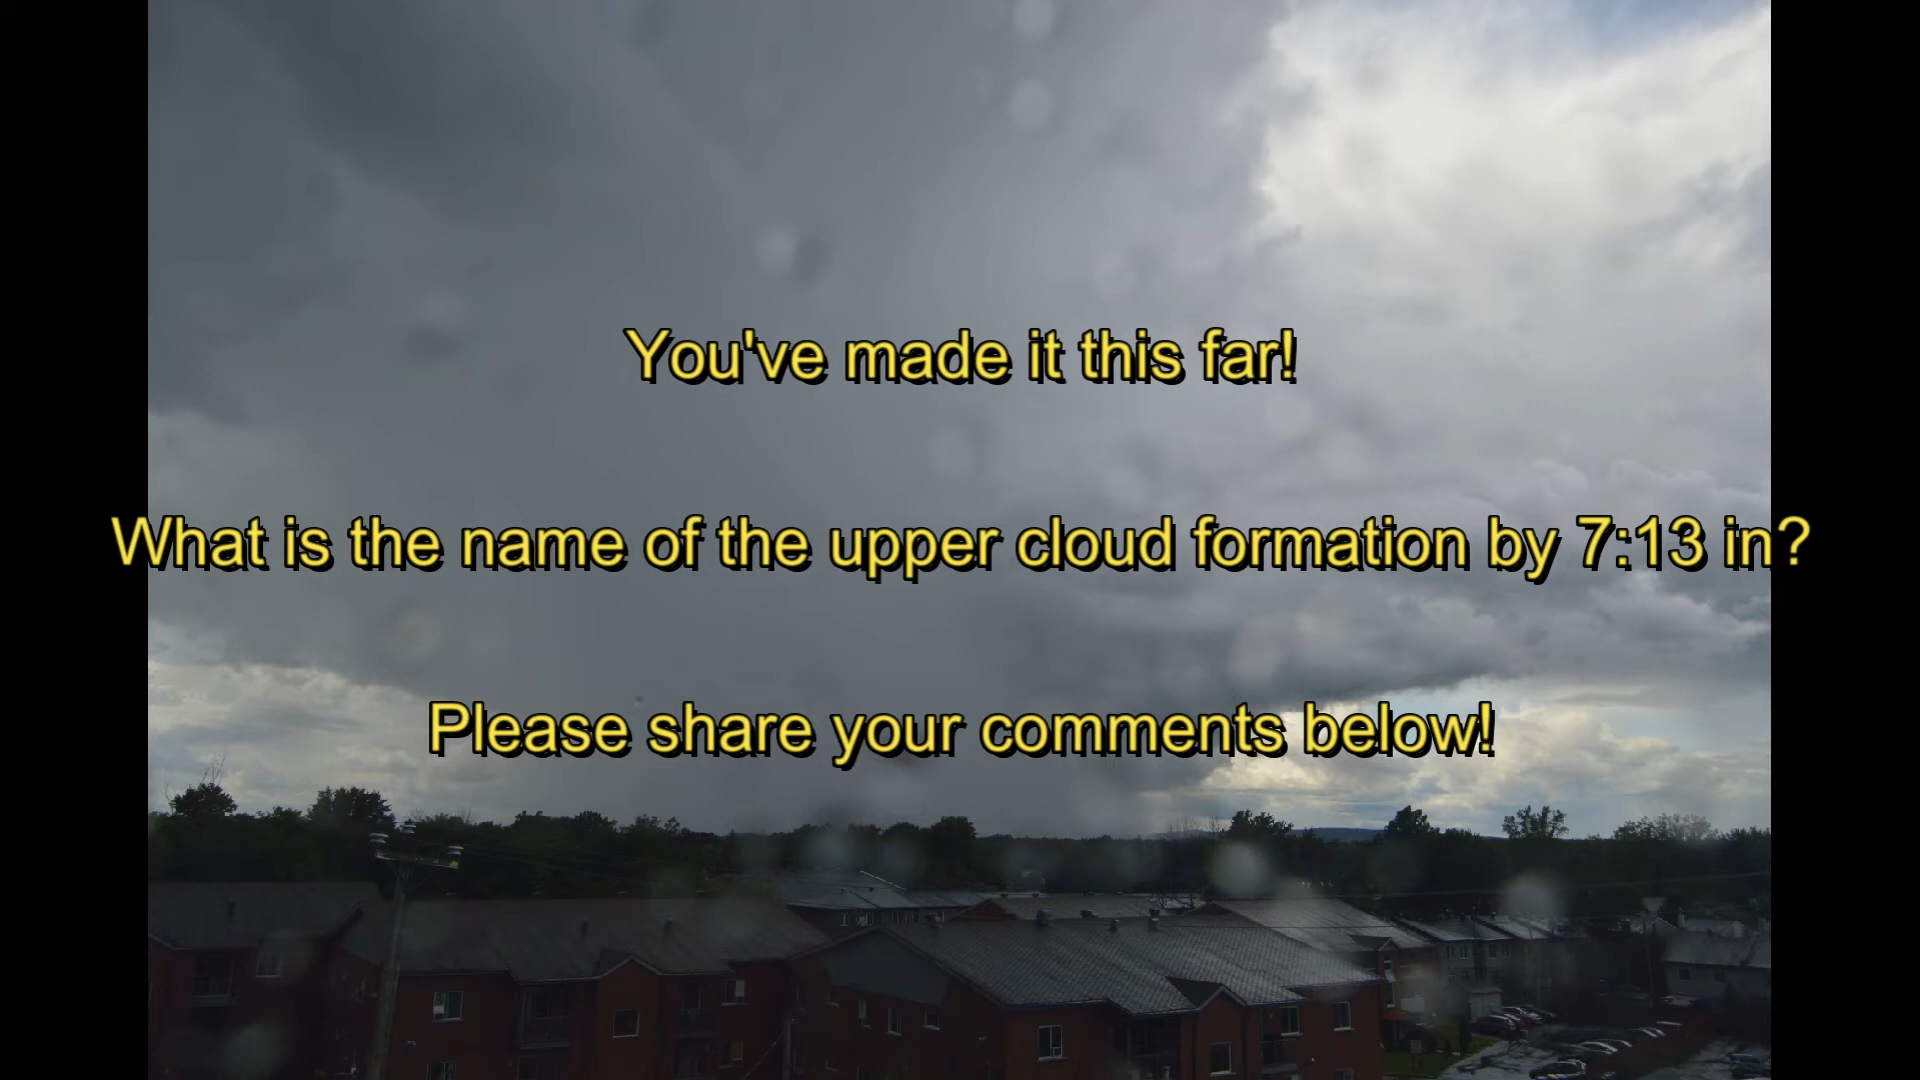 You've made it this far!
What is the name of the upper cloud formation by 7:13 in?
Please share your comments below!